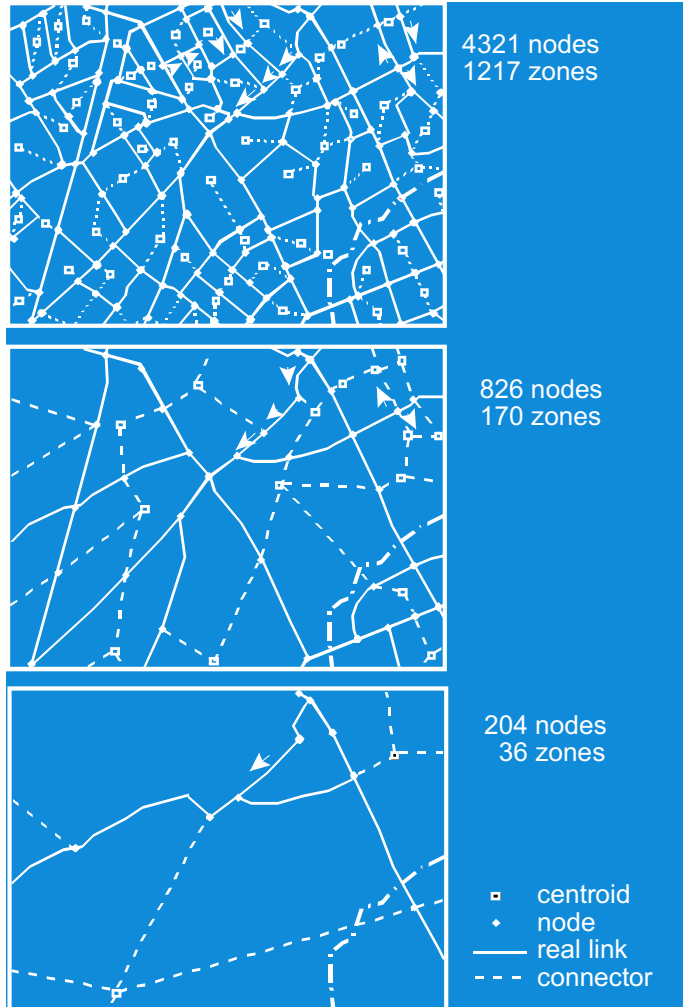 4321 nodes
1217 zones
826 nodes
170 zones
204 nodes
36 zones
centroid
node
real link
connector